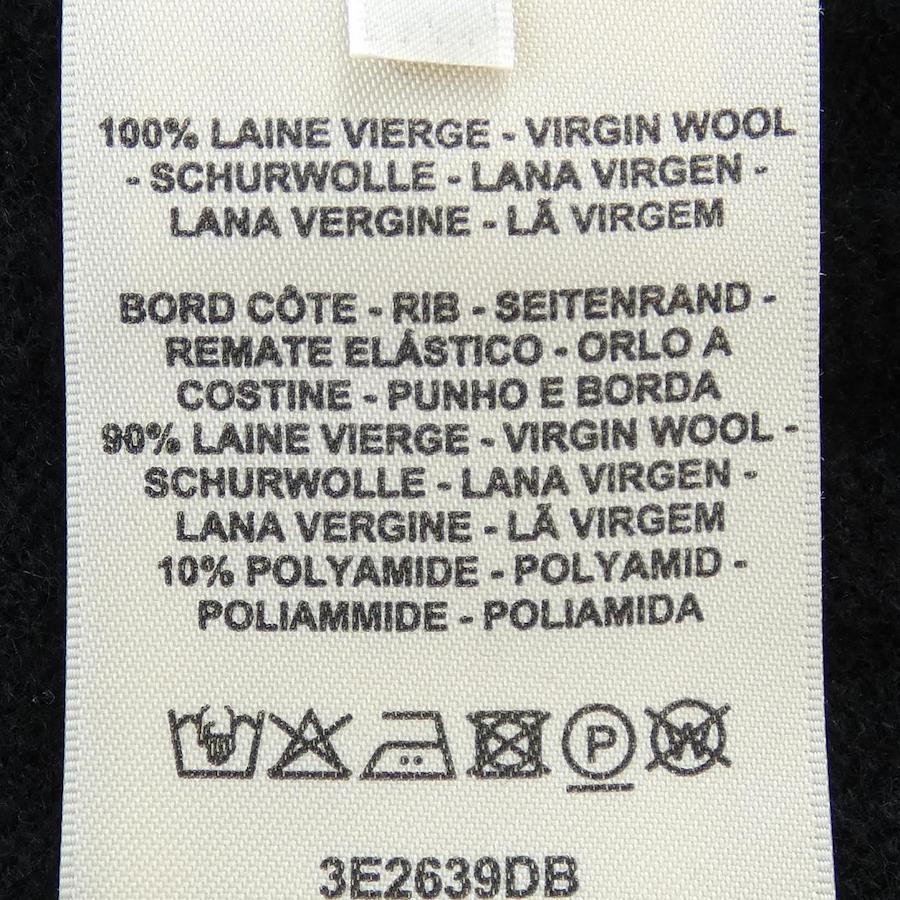 100% LAINE VIERGE - VIRGIN WOOL
- SCHURWOLLE - LANA VIRGEN -
LANA VERGINE - LÃ VIRGEM
BORD CÔTE - RIB - SEITENRAND -
REMATE ELÁSTICO - ORLO A
COSTINE - PUNHO E BORDA
90% LAINE VIERGE - VIRGIN WOOL -
SCHURWOLLE - LANA VIRGEN -
LANA VERGINE - LÃ VIRGEM
10% POLYAMIDE - POLYAMID -
POLIAMMIDE - POLIAMIDA
P W
3E2639DB